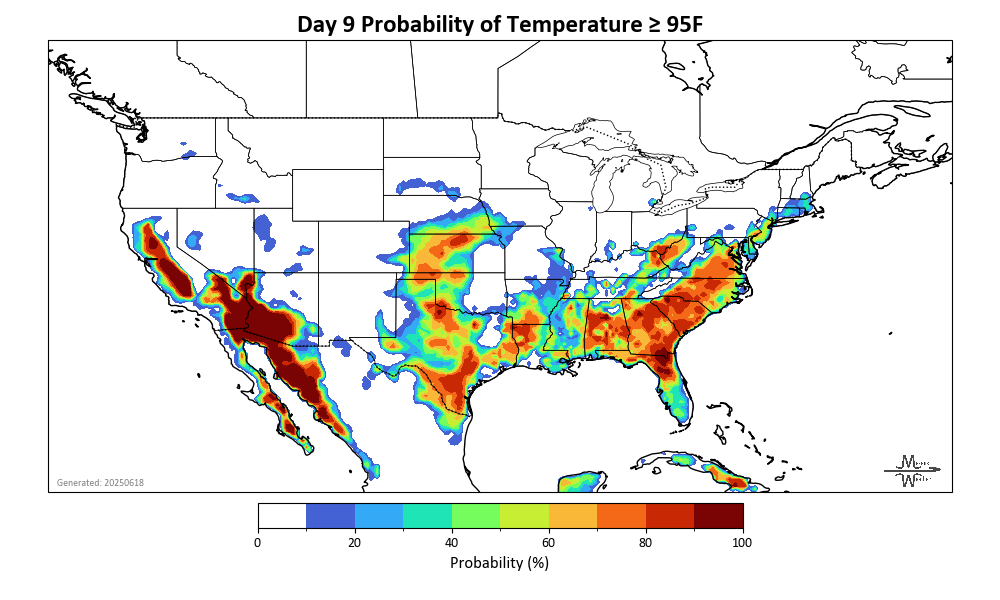 Day 9 Probability of Temperature ≥ 95F
Generated: 20250618
0 20 40 60 80 100
Probability (%)